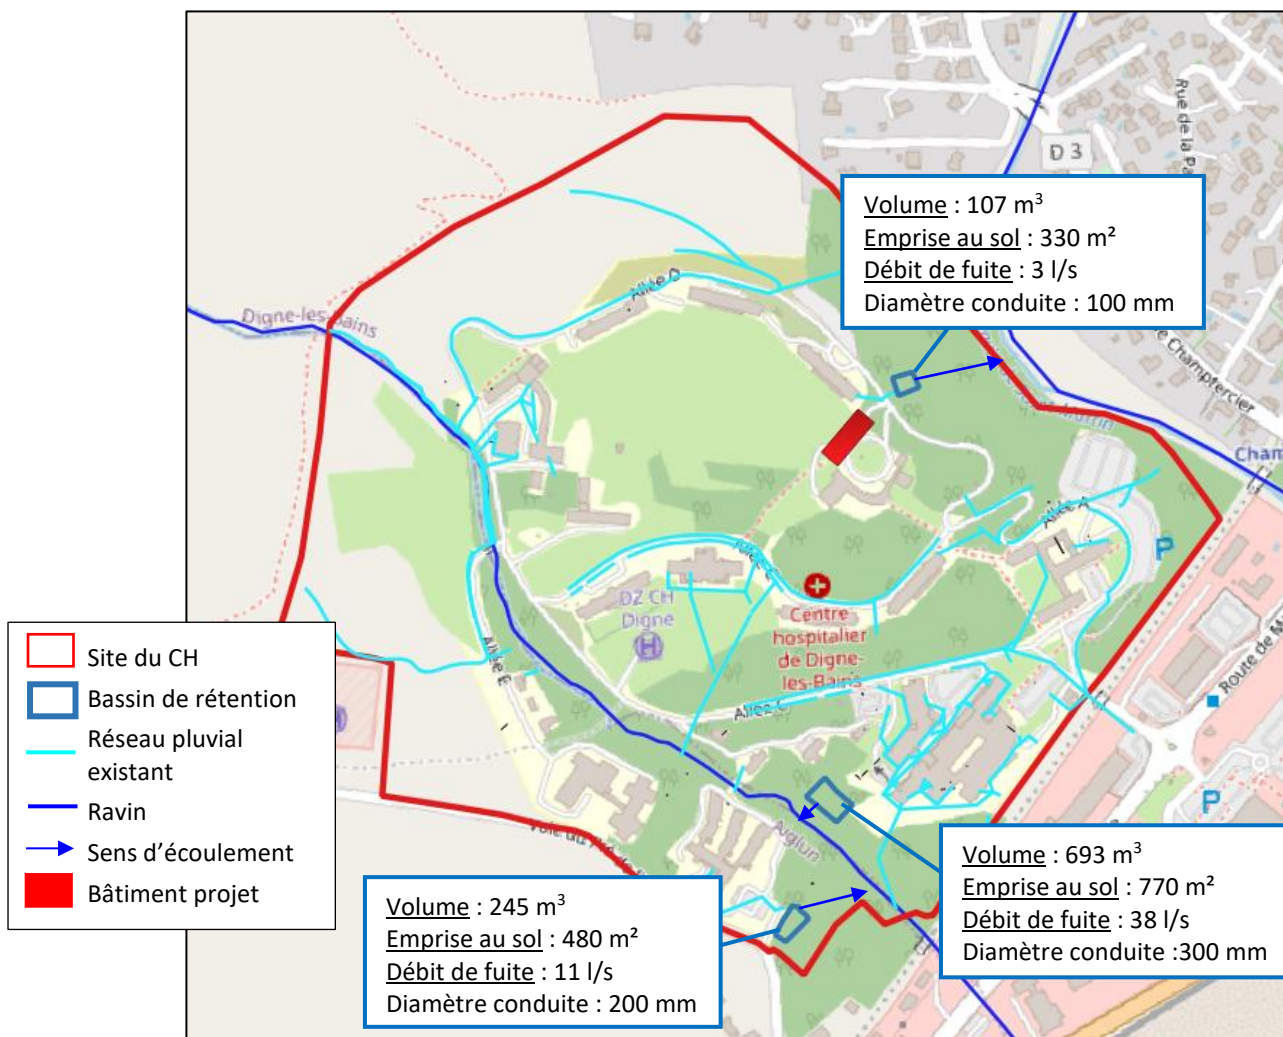 Rue de la Pa
D 3
Volume : 107 m³
Emprise au sol : 330 m²
Débit de fuite : 3 l/s
Diamètre conduite : 100 mm
Digne-les-Bains
Allée D
e Champtercier
Cham
Allée A
P
Allée C
DZ CH
Digne
H
Centre
hospitalier
de Digne-
les-Bains
Allée E
Allée C
Route de M
P
Aiglun
Site du CH
Bassin de rétention
Réseau pluvial
existant
Ravin
Sens d’écoulement
Bâtiment projet
Volume : 245 m³
Emprise au sol : 480 m²
Débit de fuite : 11 l/s
Diamètre conduite : 200 mm
Volume : 693 m³
Emprise au sol : 770 m²
Débit de fuite : 38 l/s
Diamètre conduite :300 mm